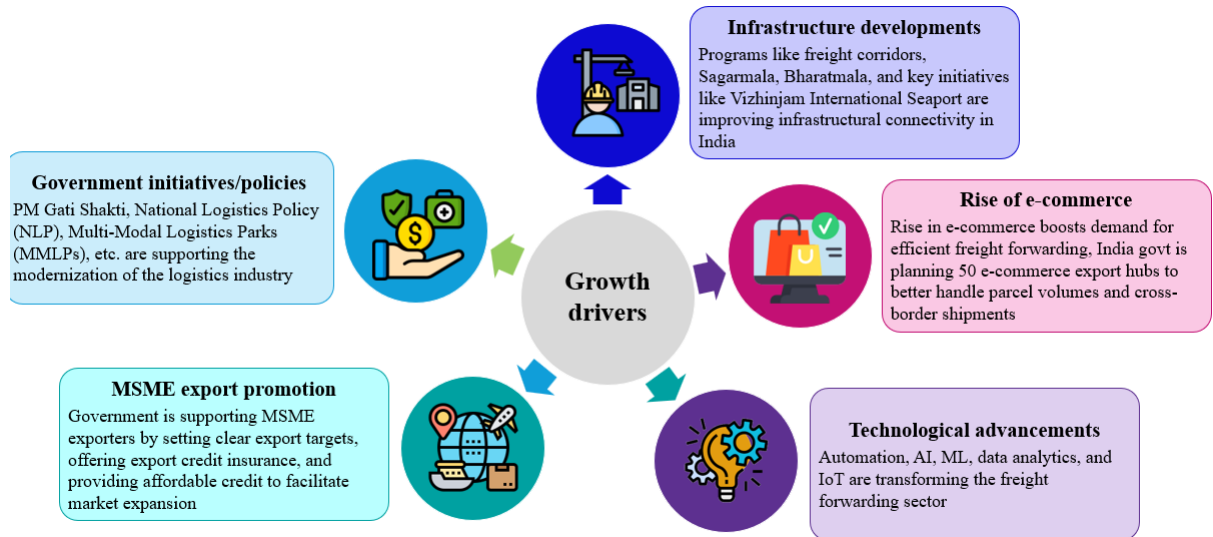 Infrastructure developments
Programs like freight corridors,
Sagarmala, Bharatmala, and key initiatives
like Vizhinjam International Seaport are
improving infrastructural connectivity in
India
Government initiatives/policies
PM Gati Shakti, National Logistics Policy
(NLP), Multi-Modal Logistics Parks
(MMLPs), etc. are supporting the
modernization of the logistics industry
$
Growth
drivers
Rise of e-commerce
Rise in e-commerce boosts demand for
efficient freight forwarding, India govt is
planning 50 e-commerce export hubs to
better handle parcel volumes and cross-
border shipments
MSME export promotion
Government is supporting MSME
exporters by setting clear export targets,
offering export credit insurance, and
providing affordable credit to facilitate
market expansion
Technological advancements
Automation, AI, ML, data analytics, and
IoT are transforming the freight
forwarding sector